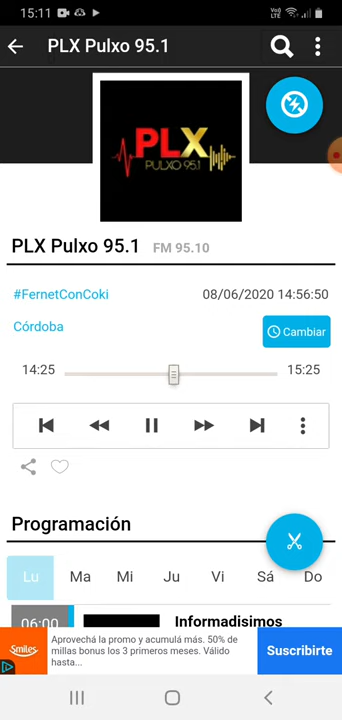 15:11
Vo))
LTE
PLX Pulxo 95.1
PLX
PULXO 95.1
PLX Pulxo 95.1 FM 95.10
#FernetConCoki 08/06/2020 14:56:50
Córdoba
Cambiar
14:25 15:25
Programación
Lu Ma Mi Ju Vi Sá Do
06:00 Informadisimos
Smiles
Aprovechá la promo y acumulá más. 50% de
millas bonus los 3 primeros meses. Válido
hasta...
Suscribirte